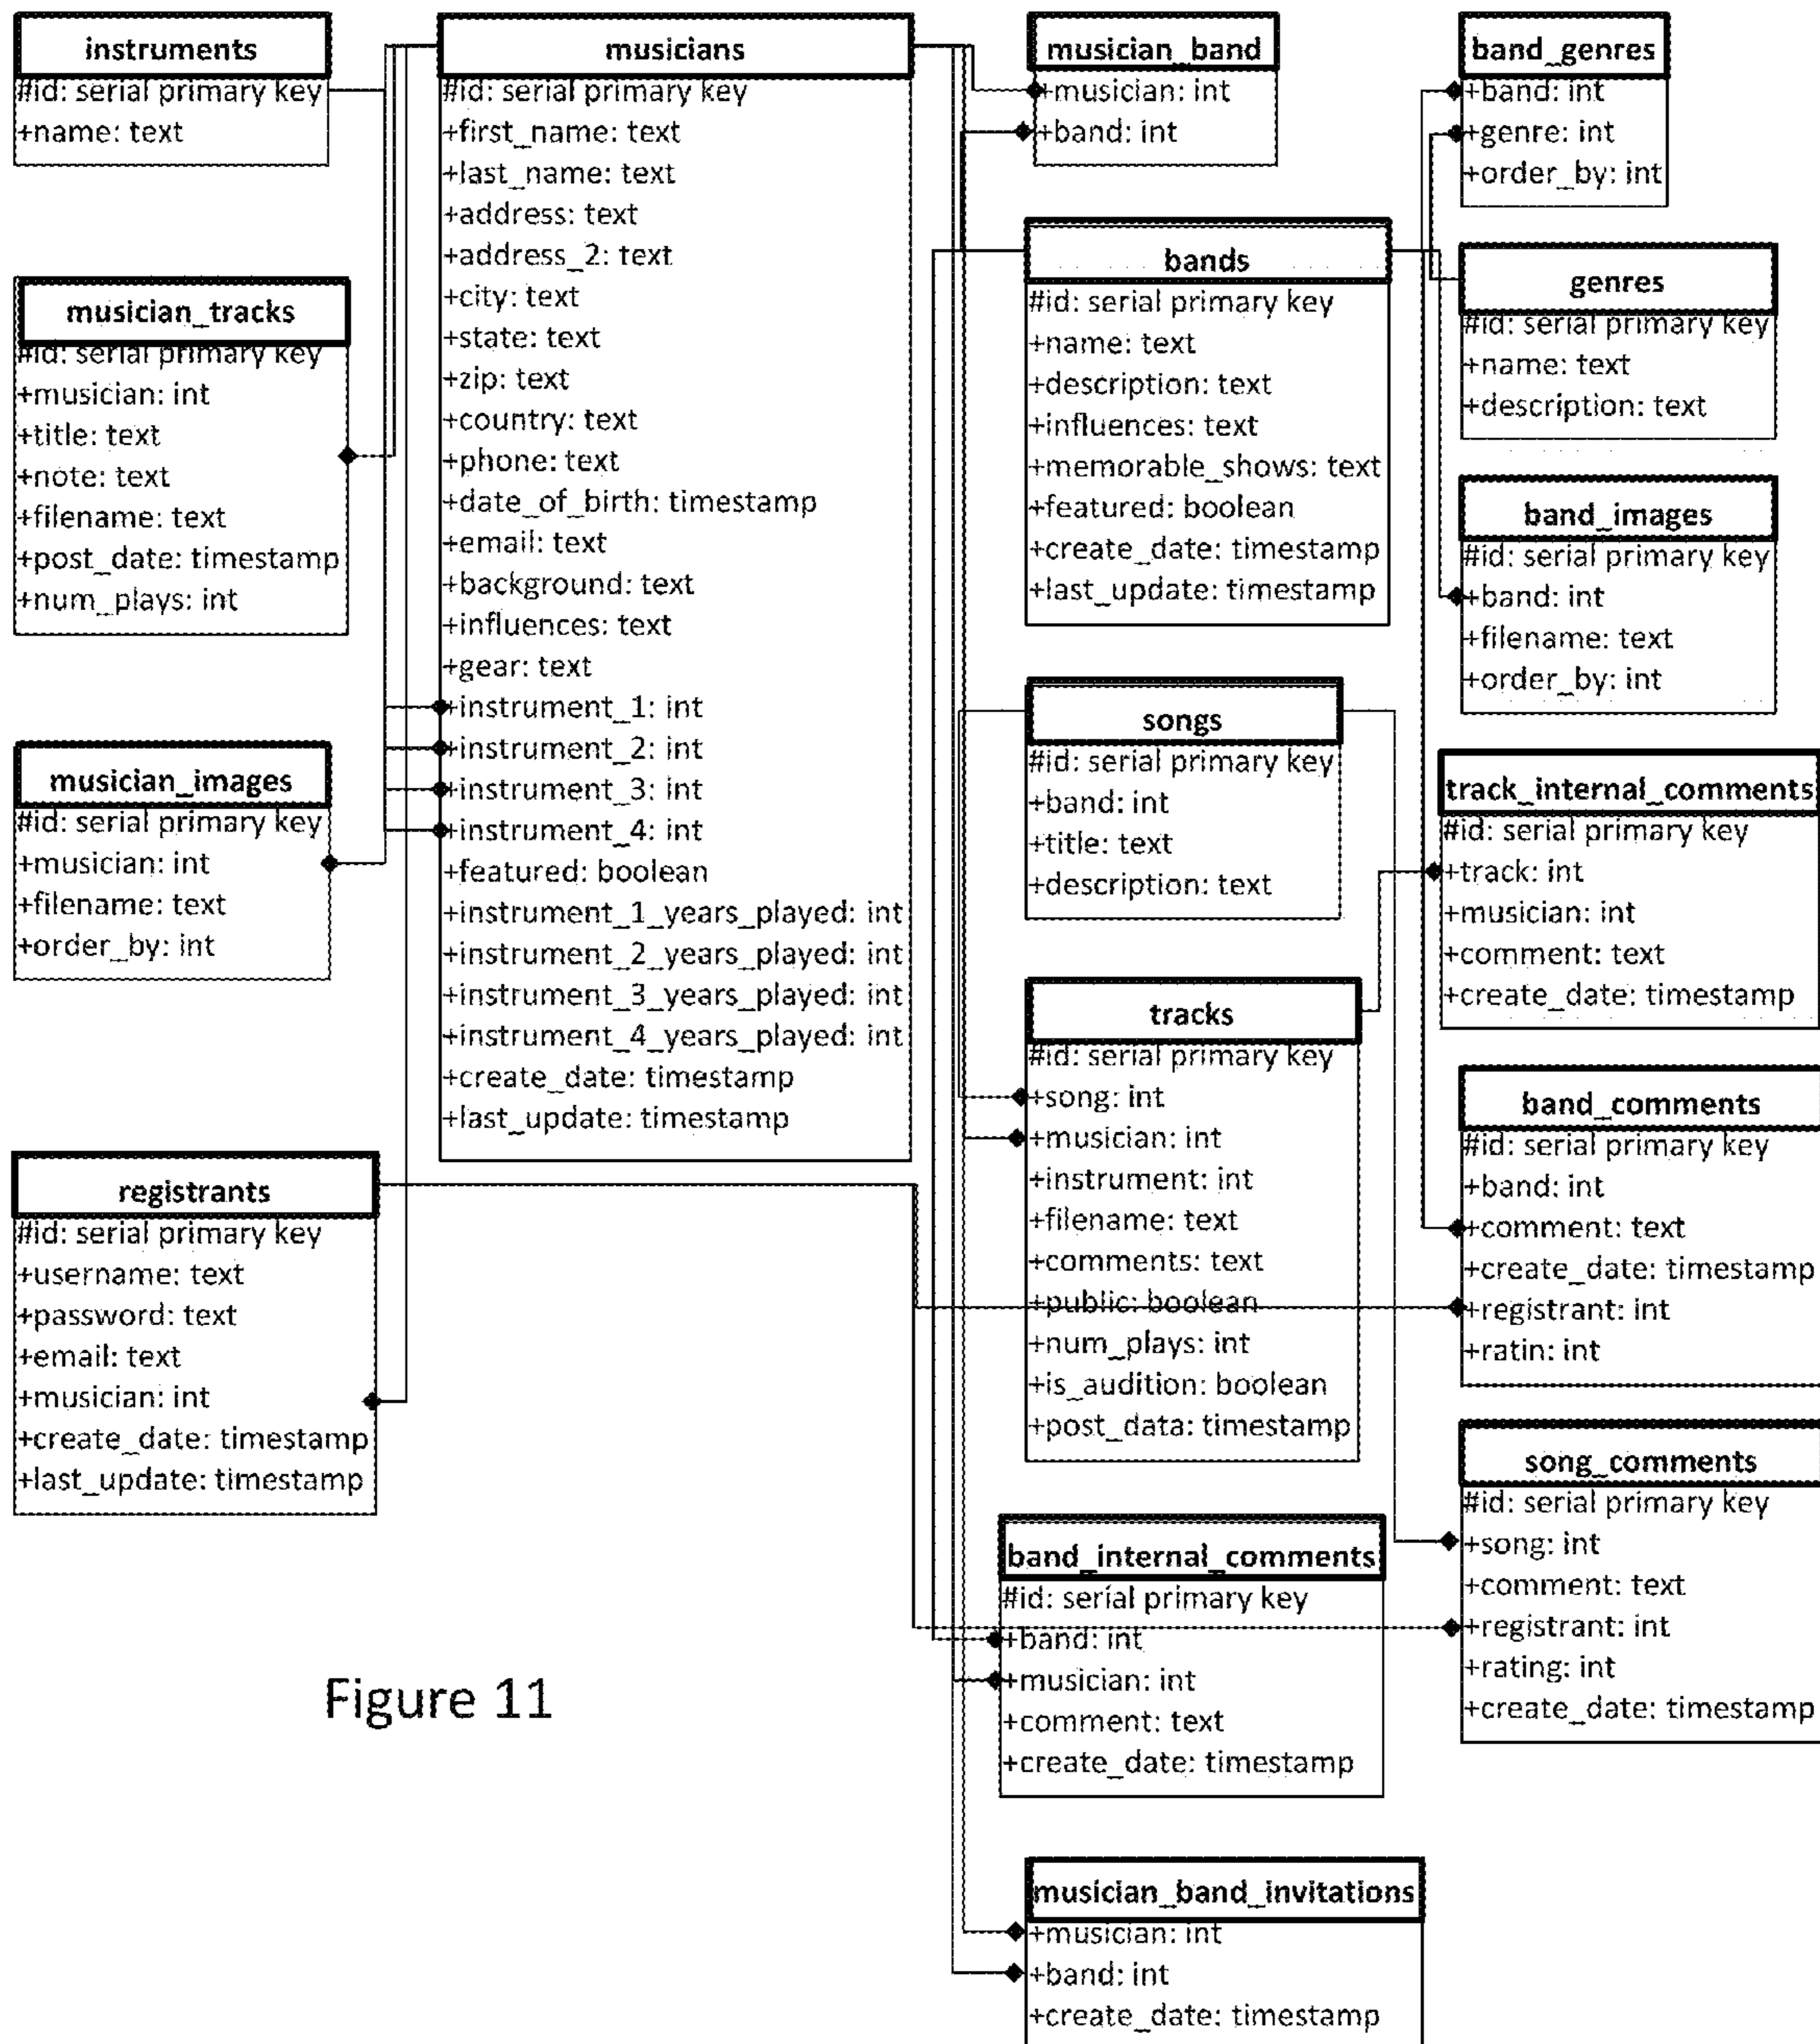 instruments
#id: serial primary key
+name: text
musician_tracks
#id: serial primary key
+musician: int
+title: text
+note: text
+filename: text
+post_date: timestamp
+num_plays: int
musician_images
#id: serial primary key
+musician: int
+filename: text
+order_by: int
registrants
#id: serial primary key
+username: text
+password: text
+email: text
+musician: int
+create_date: timestamp
+last_update: timestamp
musicians
#id: serial primary key
+first_name: text
+last_name: text
+address: text
+address_2: text
+city: text
+state: text
+zip: text
+country: text
+phone: text
+date_of_birth: timestamp
+email: text
+background: text
+influences: text
+gear: text
+instrument_1: int
+instrument_2: int
+instrument_3: int
+instrument_4: int
+featured: boolean
+instrument_1_years_played: int
+instrument_2_years_played: int
+instrument_3_years_played: int
+instrument_4_years_played: int
+create_date: timestamp
+last_update: timestamp
musician_band
+musician: int
+band: int
bands
#id: serial primary key
+name: text
+description: text
+influences: text
+memorable_shows: text
+featured: boolean
+create_date: timestamp
+last_update: timestamp
songs
#id: serial primary key
+band: int
+title: text
+description: text
tracks
#id: serial primary key
+song: int
+musician: int
+instrument: int
+filename: text
+comments: text
+public: boolean
+num_plays: int
+is_audition: boolean
+post_data: timestamp
band_internal_comments
#id: serial primary key
+band: int
+musician: int
+comment: text
+create_date: timestamp
musician_band_invitations
+musician: int
+band: int
+create_date: timestamp
band_genres
+band: int
+genre: int
+order_by: int
genres
#id: serial primary key
+name: text
+description: text
band_images
#id: serial primary key
+band: int
+filename: text
+order_by: int
track_internal_comments
#id: serial primary key
+track: int
+musician: int
+comment: text
+create_date: timestamp
band_comments
#id: serial primary key
+band: int
+comment: text
+create_date: timestamp
+registrant: int
+ratin: int
song_comments
#id: serial primary key
+song: int
+comment: text
+registrant: int
+rating: int
+create_date: timestamp
Figure 11